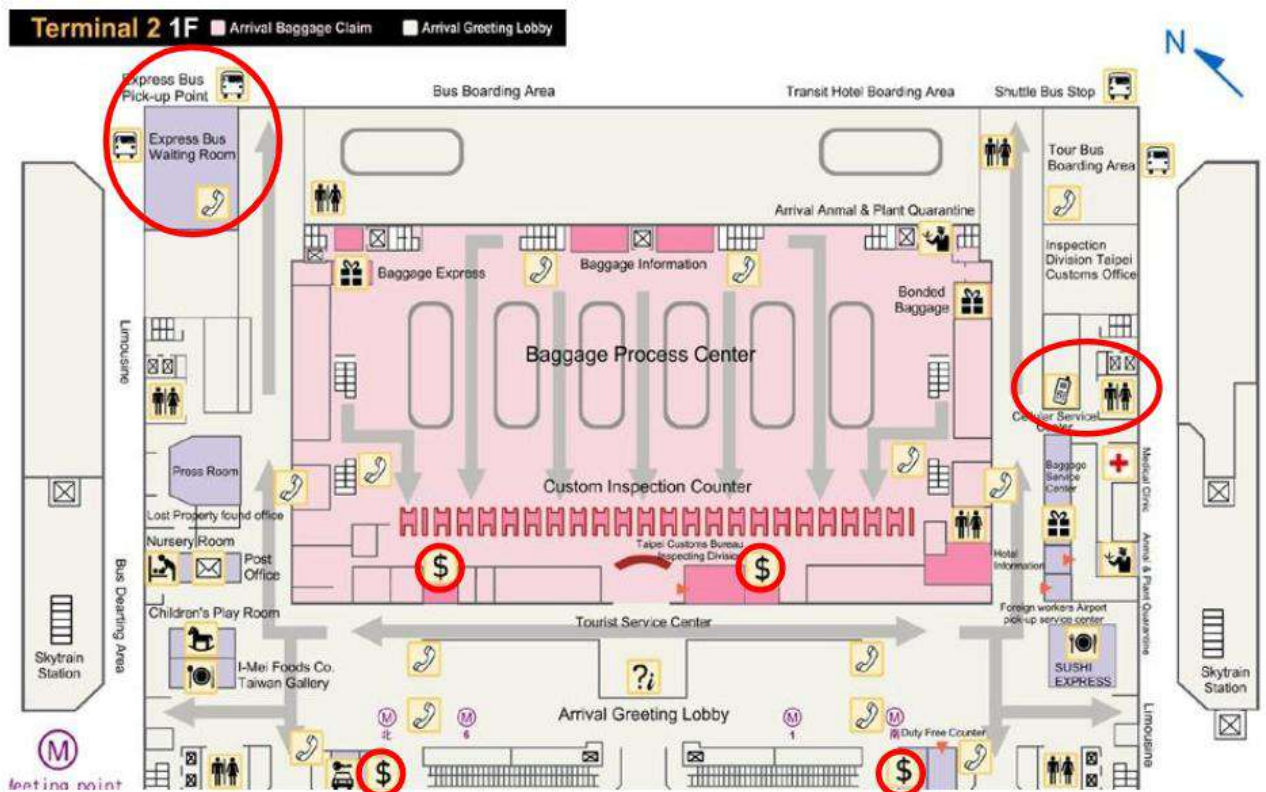 Terminal 2 1F Arrival Baggage Claim Arrival Greeting Lobby
N
Express Bus
Pick-up Point
Bus Boarding Area
Transit Hotel Boarding Area
Shuttle Bus Stop
Express Bus
Waiting Room
Tour Bus
Boarding Area
Arrival Anmal & Plant Quarantine
Inspection
Division Taipei
Customs Office
Baggage Express
Baggage Information
Bonded
Baggage
Limousine
Baggage Process Center
Cellular Service
Center
Press Room
Custom Inspection Counter
Baggage
Service
Center
Medical Clinic
Lost Property found office
Nursery Room
Post
Office
Taipei Customs Bureau
Inspecting Division
$
$
Hotal
Information
Anmal & Plant Quarantine
Bus Dearting Area
Children's Play Room
Tourist Service Center
Foreign workers Airport
pick-up service center
Skytrain
Station
I-Mei Foods Co.
Taiwan Gallery
?i
SUSHI
EXPRESS
Skytrain
Station
Arrival Greeting Lobby
M
北
M
6
M
1
M
南
Duty Free Counter
Limousine
M
$
$
Meeting point